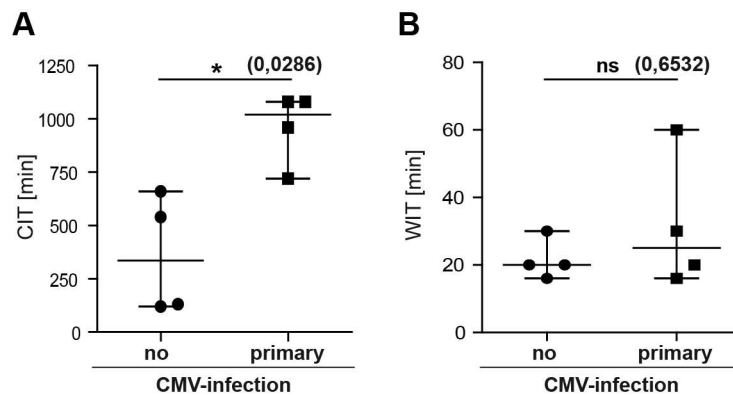 A
* (0,0286)
CIT [min]
1250
1000
750
500
250
0
no primary
CMV-infection
B
ns (0,6532)
WIT [min]
80
60
40
20
0
no primary
CMV-infection